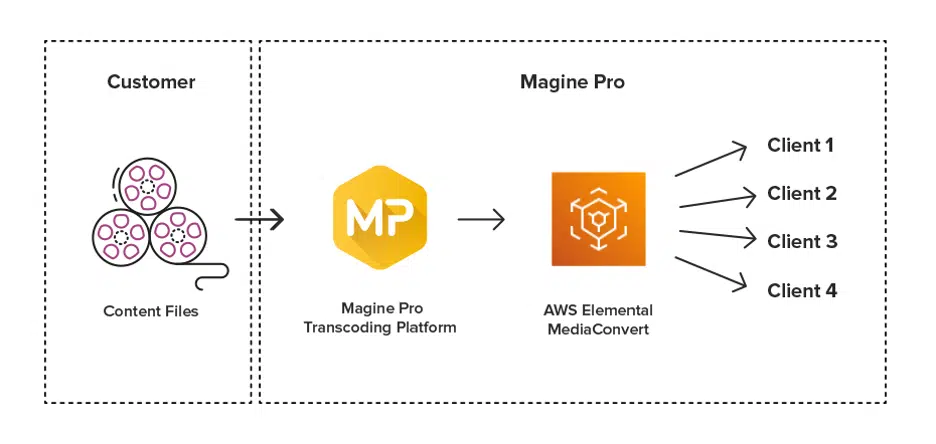 Customer
Magine Pro
Client 1
Client 2
Client 3
Client 4
MP
Content Files
Magine Pro
Transcoding Platform
AWS Elemental
MediaConvert